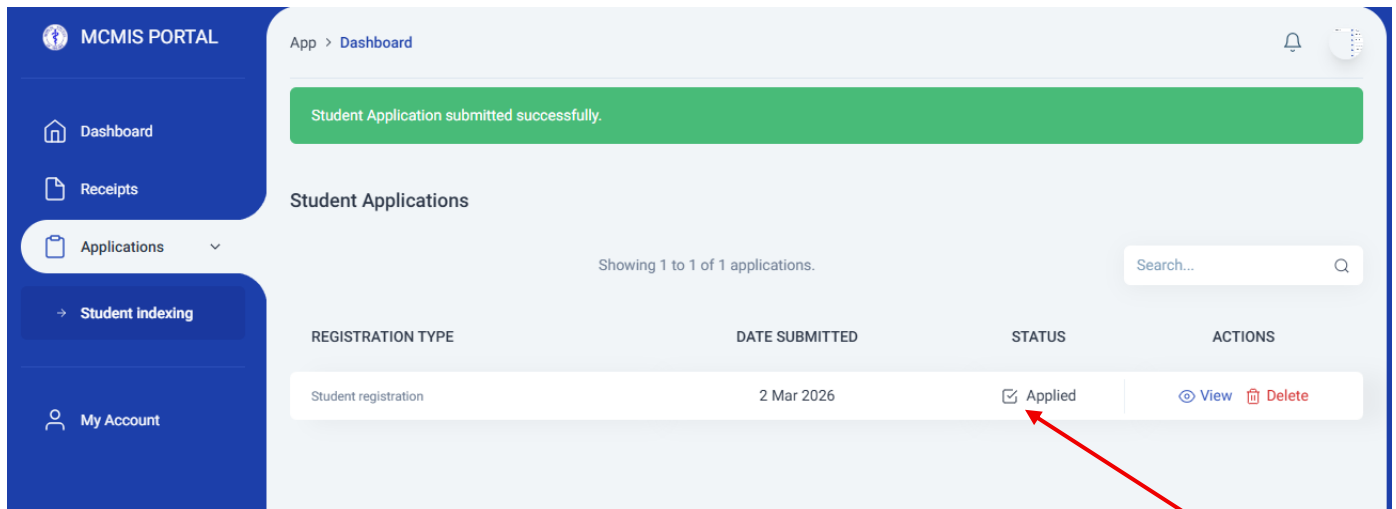 MCMIS PORTAL
App > Dashboard
Student Application submitted successfully.
Dashboard
Receipts
Student Applications
Applications
Showing 1 to 1 of 1 applications.
Search...
→ Student indexing
REGISTRATION TYPE DATE SUBMITTED STATUS ACTIONS
Student registration 2 Mar 2026 Applied View Delete
My Account